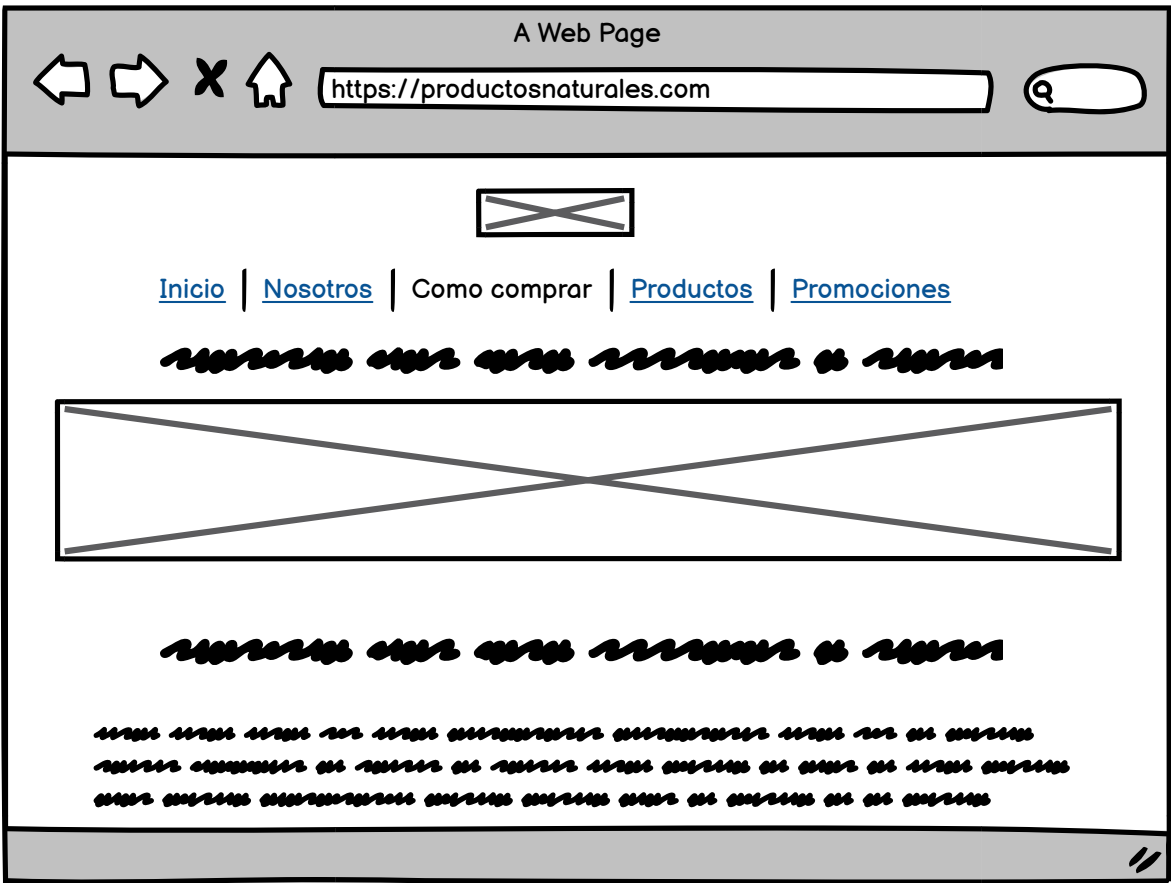 A Web Page
https://productosnaturales.com
Inicio | Nosotros | Como comprar | Productos | Promociones